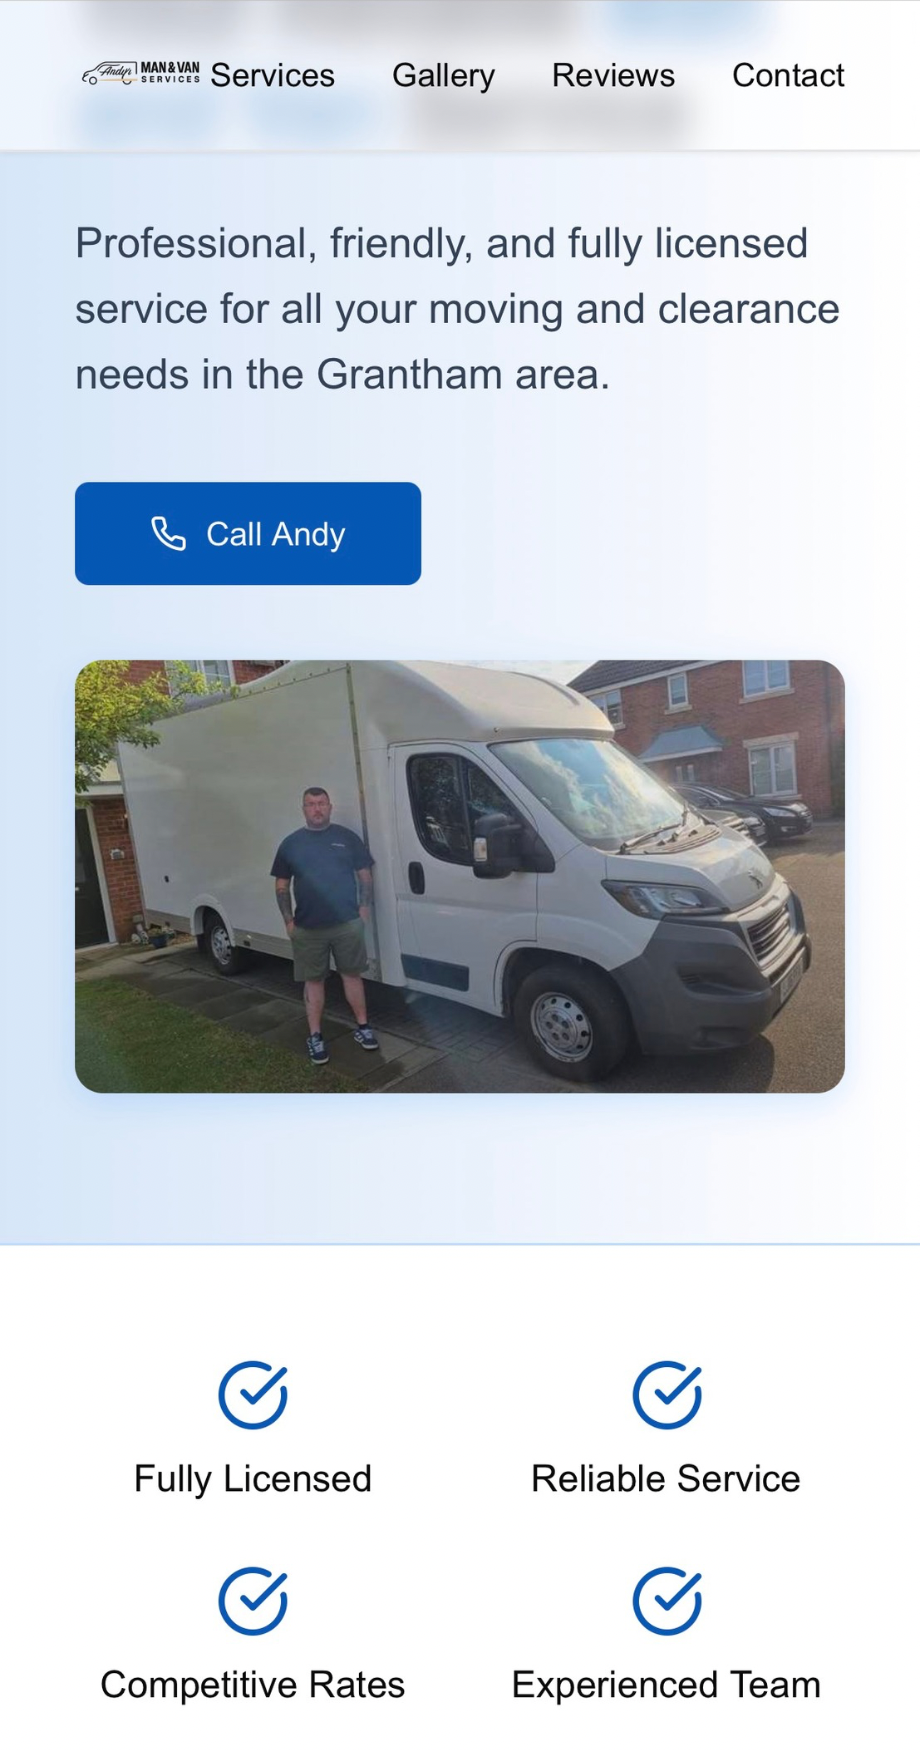 Andys MAN & VAN
SERVICES
Services Gallery Reviews Contact
Professional, friendly, and fully licensed
service for all your moving and clearance
needs in the Grantham area.
Call Andy
Fully Licensed
Reliable Service
Competitive Rates
Experienced Team